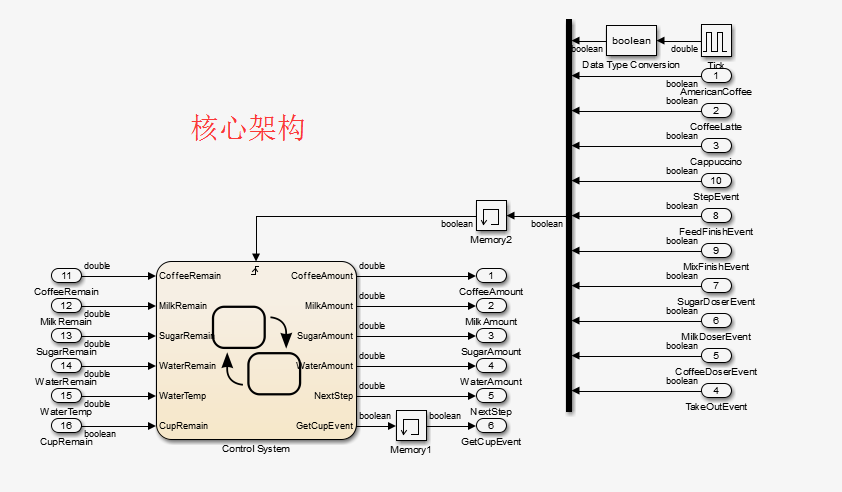 核心架构
boolean
boolean
double
Data Type Conversion
Tick
1
boolean
AmericanCoffee
2
boolean
CoffeeLatte
3
boolean
Cappuccino
10
boolean
StepEvent
8
boolean
FeedFinishEvent
9
boolean
MixFinishEvent
7
boolean
SugarDoserEvent
6
boolean
MilkDoserEvent
5
boolean
CoffeeDoserEvent
4
boolean
TakeOutEvent
boolean
Memory2
boolean
11
double
CoffeeRemain
12
double
MilkRemain
13
double
SugarRemain
14
double
WaterRemain
15
double
WaterTemp
16
boolean
CupRemain
CoffeeRemain
MilkRemain
SugarRemain
WaterRemain
WaterTemp
CupRemain
CoffeeAmount
MilkAmount
SugarAmount
WaterAmount
NextStep
GetCupEvent
Control System
double
1
CoffeeAmount
double
2
MilkAmount
double
3
SugarAmount
double
4
WaterAmount
double
5
NextStep
boolean
Memory1
boolean
6
GetCupEvent